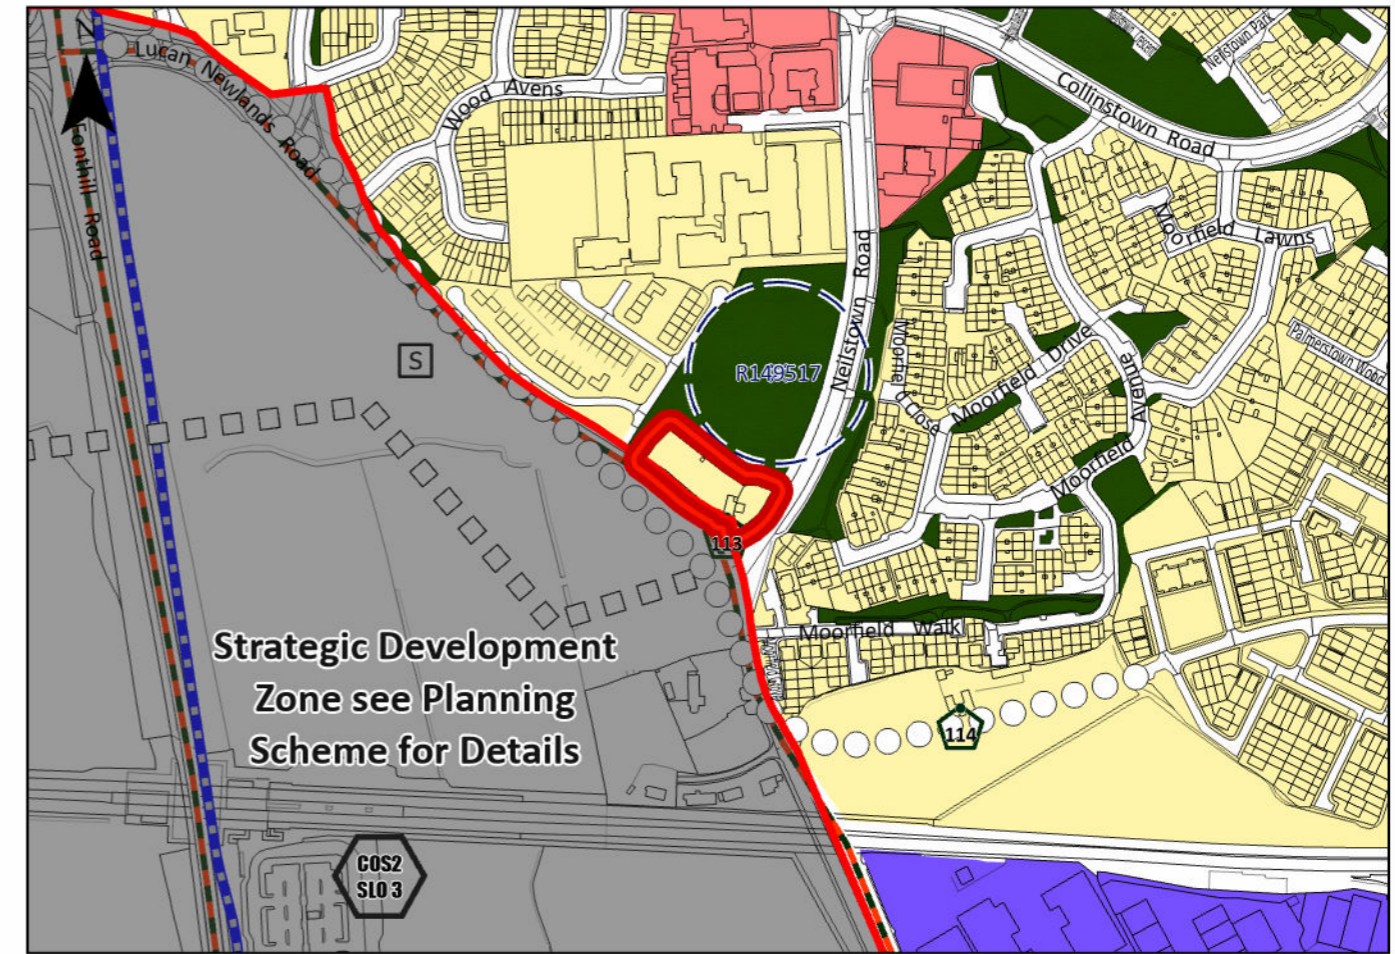 N
Lucan Newlands Road
Fonthill Road
Wood Avens
Collinstown Road
Neilstown Park
Neilstown Road
Moorfield Lawns
Palmerstown Wood
S
Moorfield Drive
Moorfield Avenue
d Close
Moorfield
113
Moorfield Walk
Strategic Development
Zone see Planning
Scheme for Details
114
COS2
SLO 3